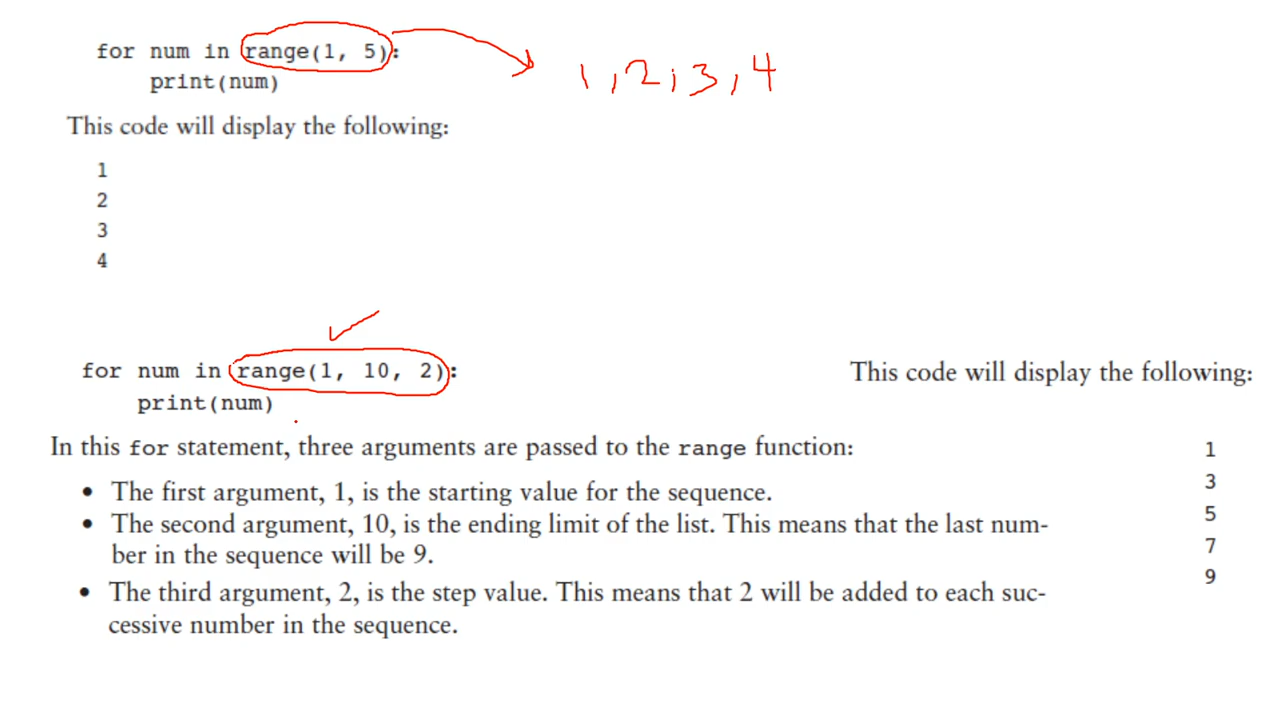 for num in range(1, 5):
1, 2, 3, 4
    print(num)
This code will display the following:
1
2
3
4
for num in range(1, 10, 2):
    print(num)
In this for statement, three arguments are passed to the range function:
• The first argument, 1, is the starting value for the sequence.
• The second argument, 10, is the ending limit of the list. This means that the last num-
ber in the sequence will be 9.
• The third argument, 2, is the step value. This means that 2 will be added to each suc-
cessive number in the sequence.
This code will display the following:
1
3
5
7
9